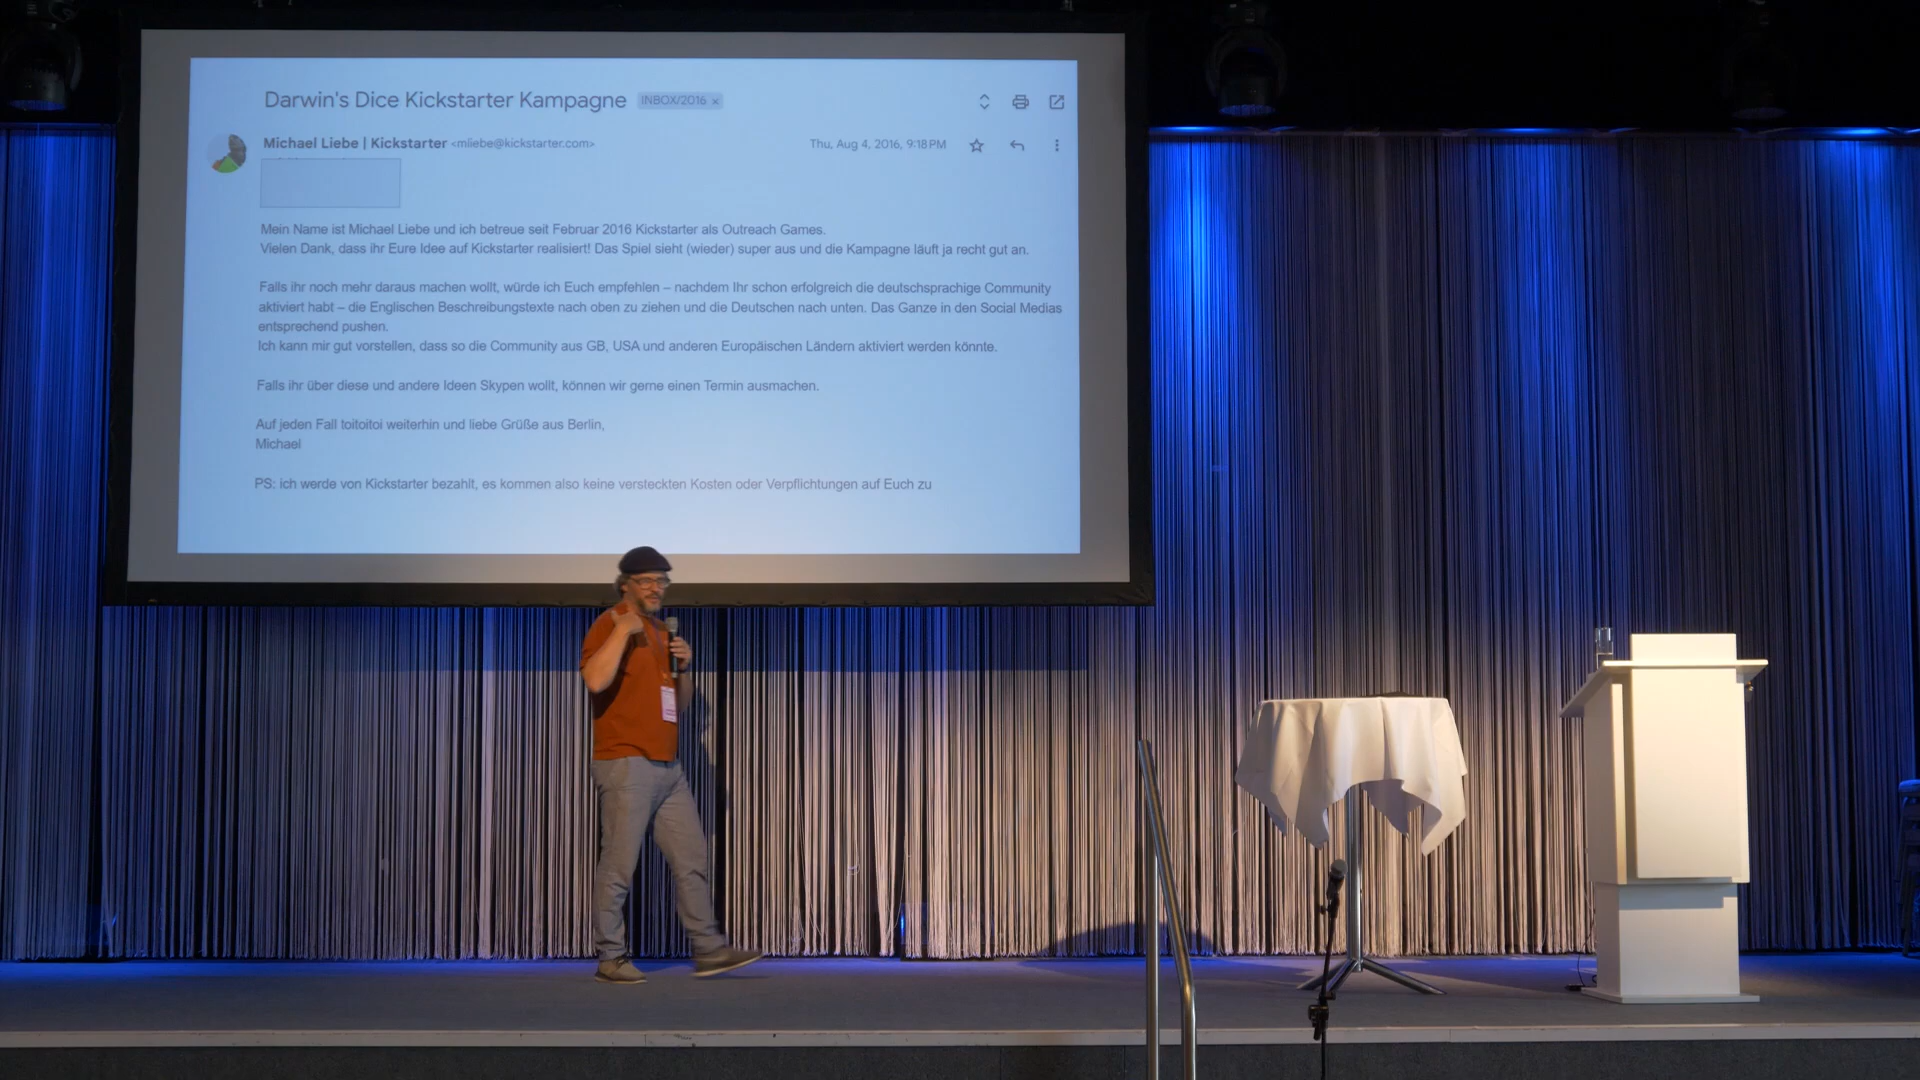 Darwin's Dice Kickstarter Kampagne INBOX/2016 x
Michael Liebe | Kickstarter <mliebe@kickstarter.com> Thu, Aug 4, 2016, 9:18 PM
Mein Name ist Michael Liebe und ich betreue seit Februar 2016 Kickstarter als Outreach Games.
Vielen Dank, dass ihr Eure Idee auf Kickstarter realisiert! Das Spiel sieht (wieder) super aus und die Kampagne läuft ja recht gut an.
Falls ihr noch mehr daraus machen wollt, würde ich Euch empfehlen – nachdem Ihr schon erfolgreich die deutschsprachige Community
aktiviert habt – die Englischen Beschreibungstexte nach oben zu ziehen und die Deutschen nach unten. Das Ganze in den Social Medias
entsprechend pushen.
Ich kann mir gut vorstellen, dass so die Community aus GB, USA und anderen Europäischen Ländern aktiviert werden könnte.
Falls ihr über diese und andere Ideen Skypen wollt, können wir gerne einen Termin ausmachen.
Auf jeden Fall toitoitoi weiterhin und liebe Grüße aus Berlin,
Michael
PS: ich werde von Kickstarter bezahlt, es kommen also keine versteckten Kosten oder Verpflichtungen auf Euch zu